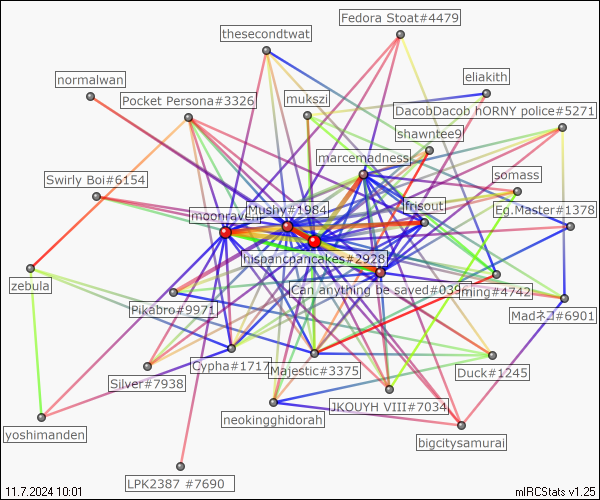 Fedora Stoat#4479
thesecondtwat
normalwan
eliakith
Pocket Persona#3326
mukszi
DacobDacob hORNY police#5271
shawntee9
marcemadness
Swirly Boi#6154
somass
moonraven
Mushy#1984
frisout
Eg.Master#1378
hispancpancakes#2928
zebula
Can anything be saved#039
ming#4742
Pikabro#9971
Madネコ#6901
Cypha#1717
Majestic#3375
Duck#1245
Silver#7938
JKOUYH VIII#7034
neokingghidorah
yoshimanden
bigcitysamurai
LPK2387 #7690
11.7.2024 10:01
mIRCStats v1.25